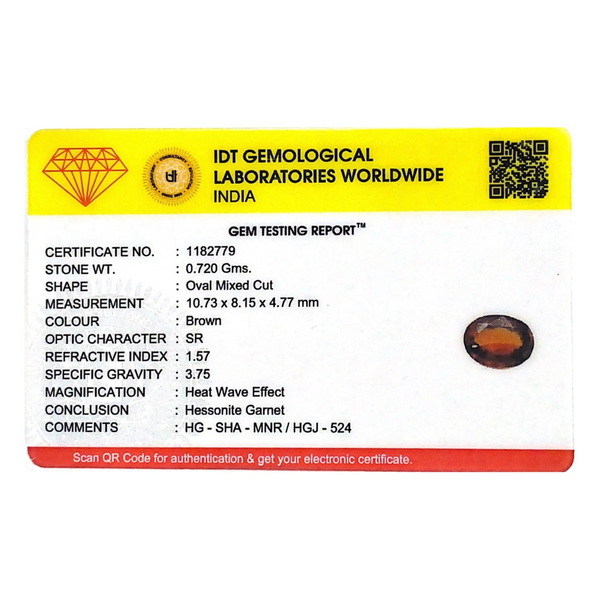 IDT GEMOLOGICAL
LABORATORIES WORLDWIDE
INDIA
GEM TESTING REPORT™
CERTIFICATE NO. : 1182779
STONE WT. : 0.720 Gms.
SHAPE : Oval Mixed Cut
MEASUREMENT : 10.73 x 8.15 x 4.77 mm
COLOUR : Brown
OPTIC CHARACTER : SR
REFRACTIVE INDEX : 1.57
SPECIFIC GRAVITY : 3.75
MAGNIFICATION : Heat Wave Effect
CONCLUSION : Hessonite Garnet
COMMENTS : HG - SHA - MNR / HGJ - 524
Scan QR Code for authentication & get your electronic certificate.